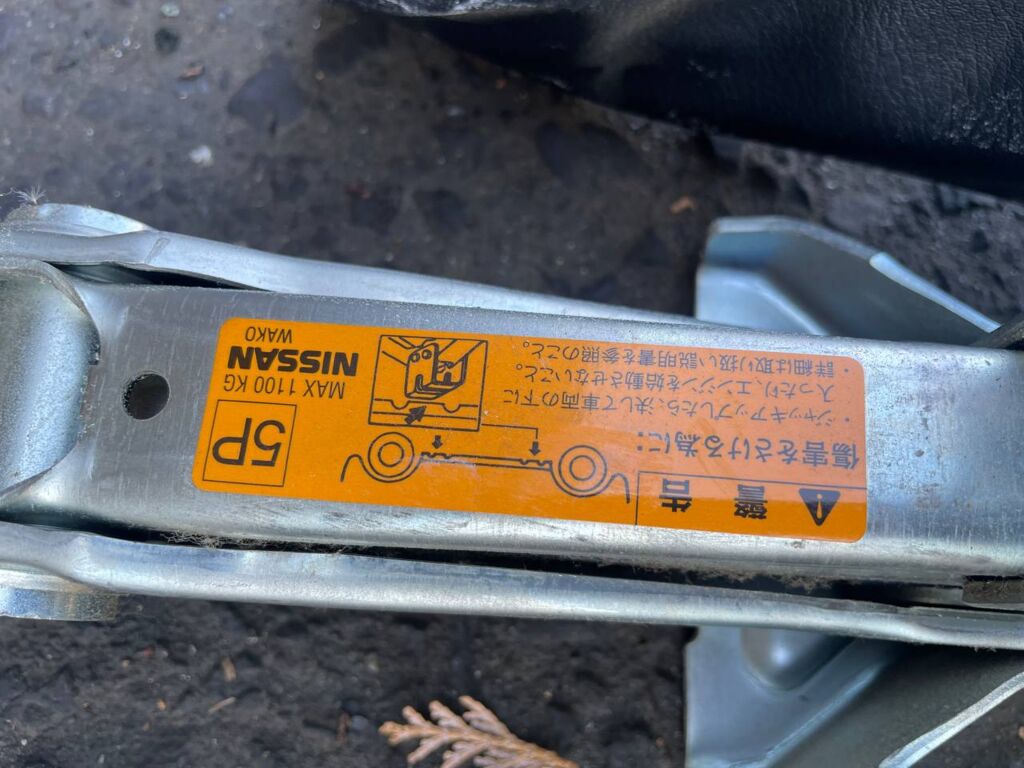 警告
傷害をさける為に:
・ジャッキアップしたら、決して車両の下に
入ったり、エンジンを始動させないこと。
・詳細は取り扱い説明書を参照のこと。
5P
MAX 1100 KG
NISSAN
WAKO